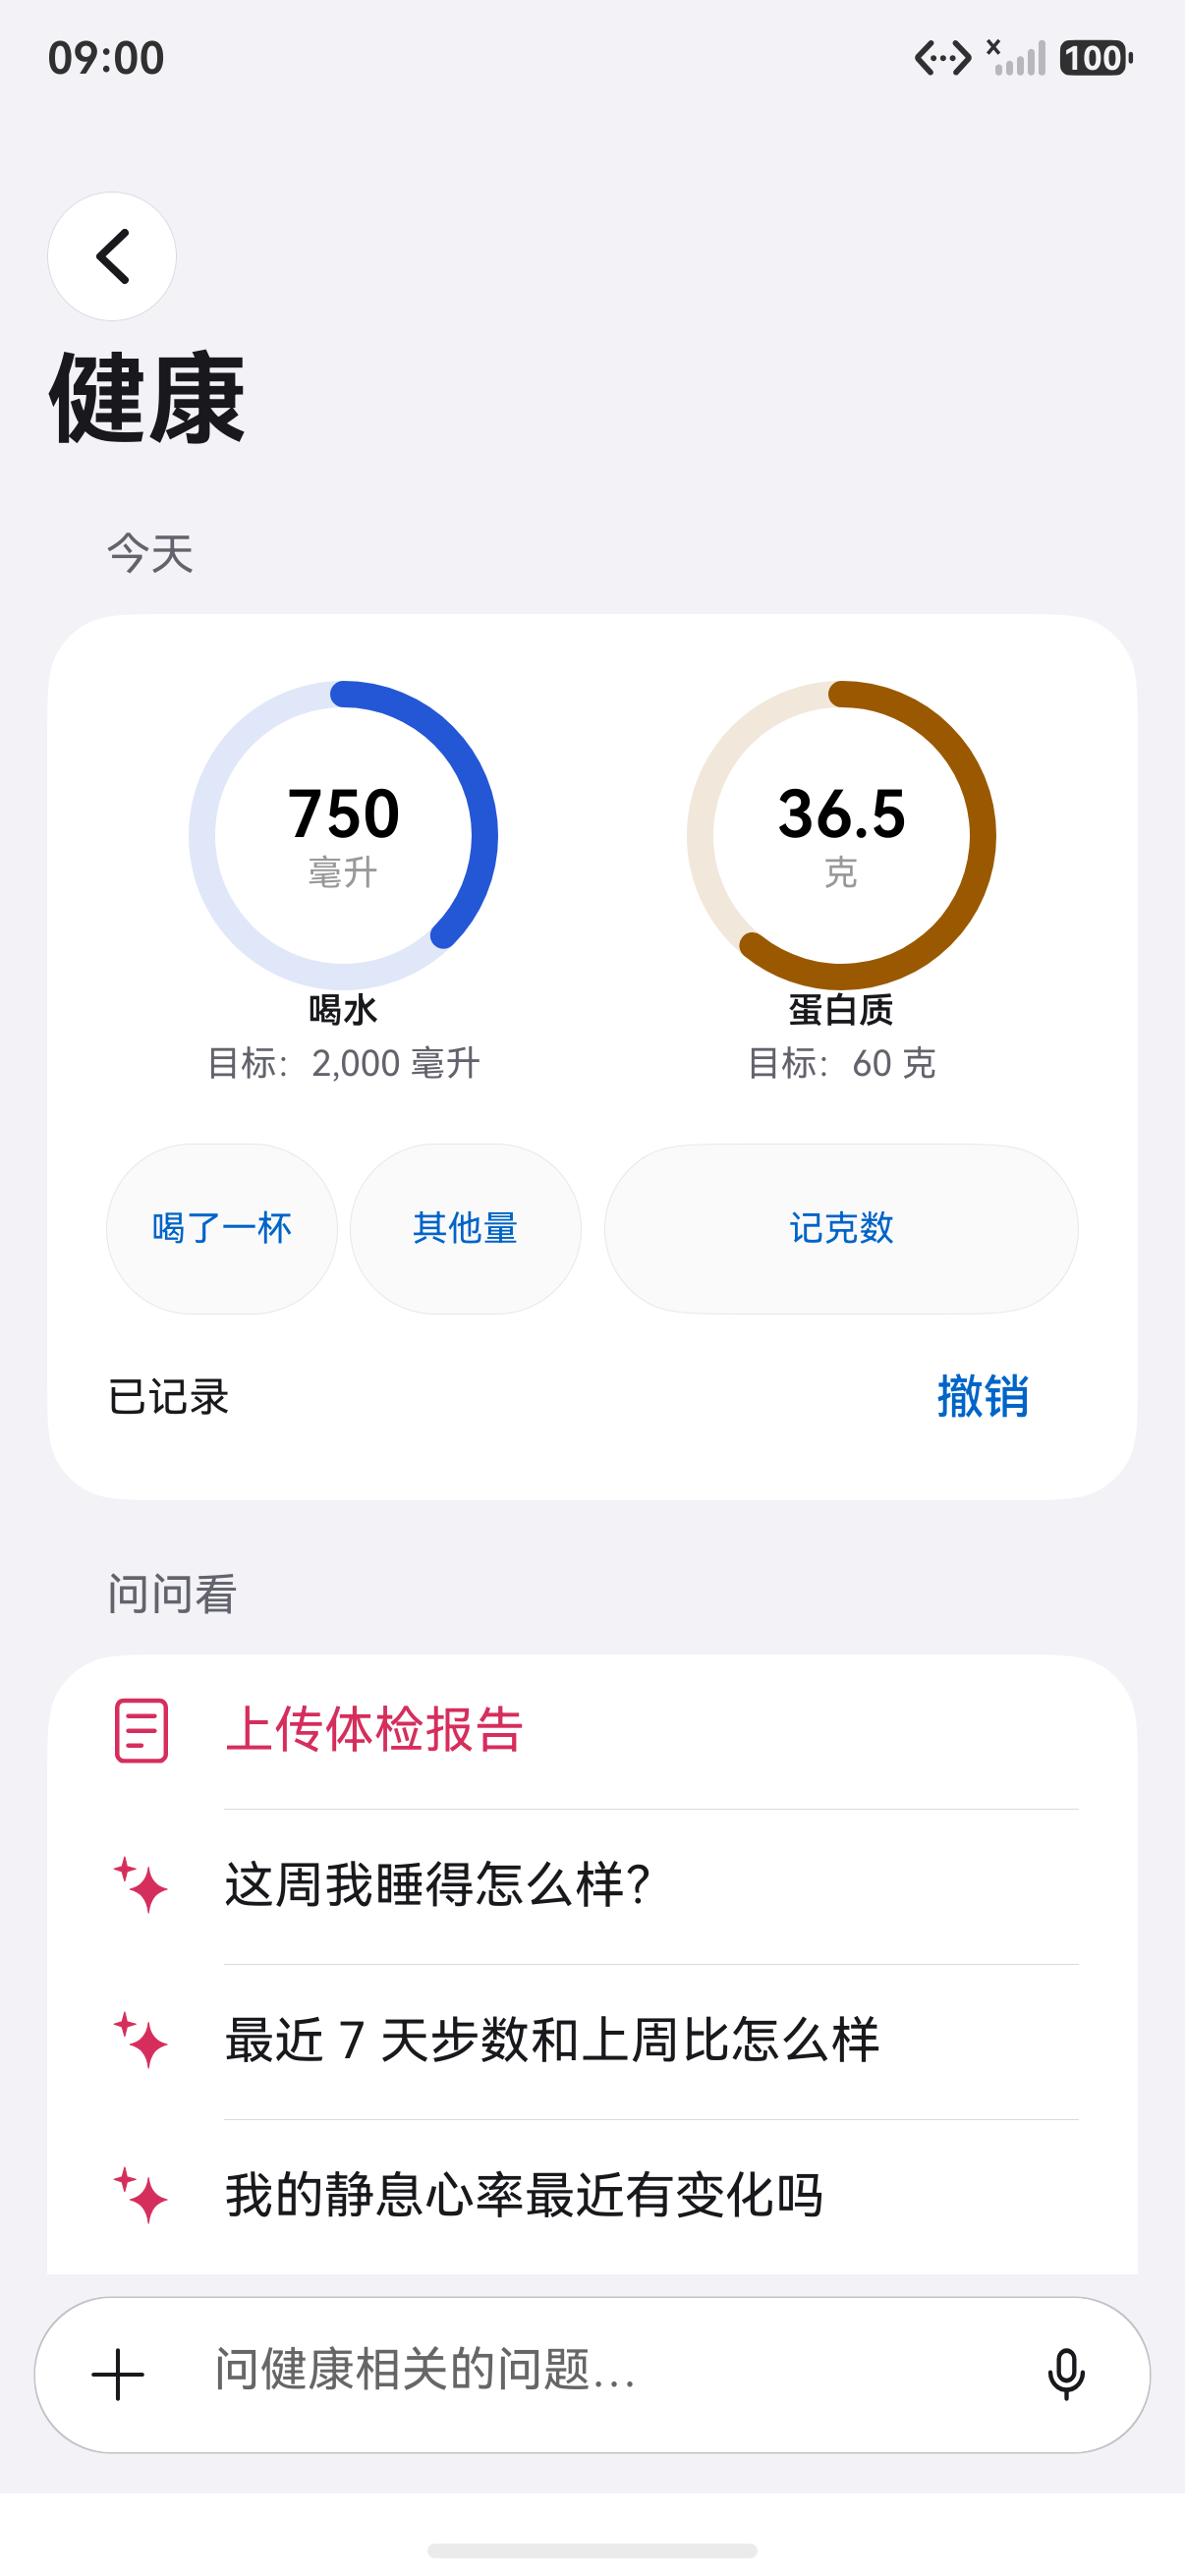 09:00
100
健康
今天
750
毫升
喝水
目标：2,000 毫升
36.5
克
蛋白质
目标：60 克
喝了一杯
其他量
记克数
已记录
撤销
问问看
上传体检报告
这周我睡得怎么样？
最近 7 天步数和上周比怎么样
我的静息心率最近有变化吗
问健康相关的问题…